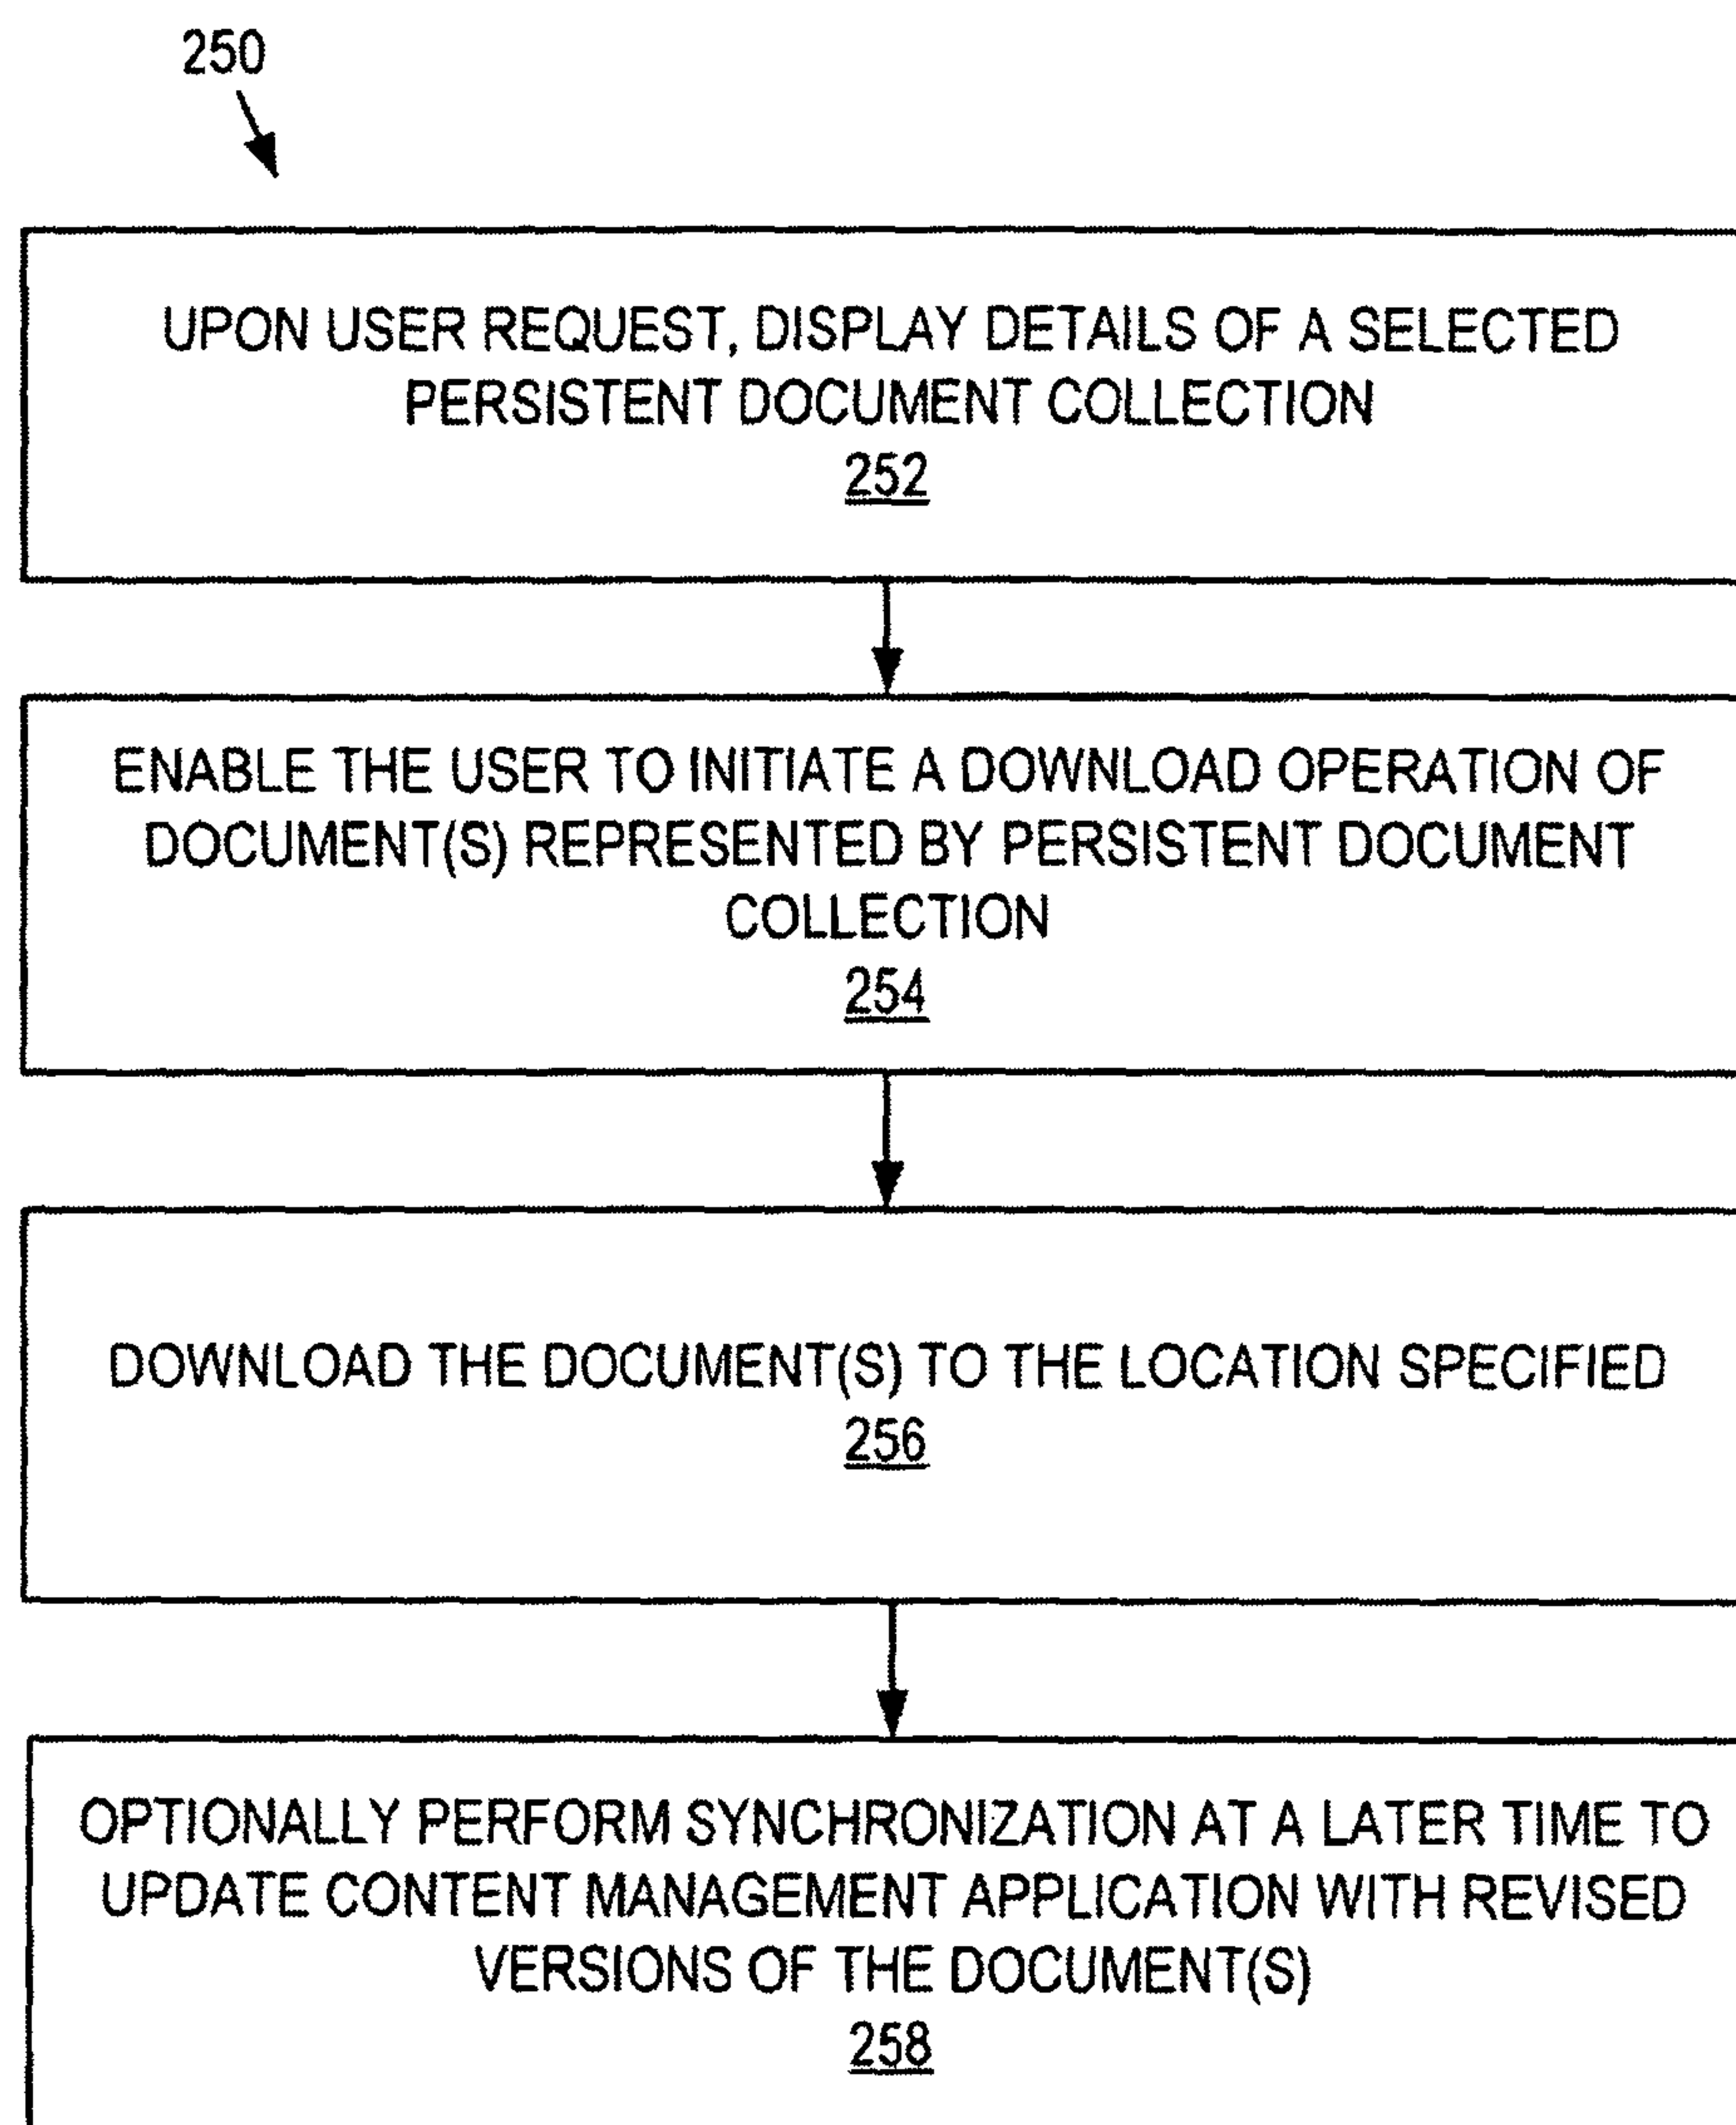 250
UPON USER REQUEST, DISPLAY DETAILS OF A SELECTED
PERSISTENT DOCUMENT COLLECTION
252
ENABLE THE USER TO INITIATE A DOWNLOAD OPERATION OF
DOCUMENT(S) REPRESENTED BY PERSISTENT DOCUMENT
COLLECTION
254
DOWNLOAD THE DOCUMENT(S) TO THE LOCATION SPECIFIED
256
OPTIONALLY PERFORM SYNCHRONIZATION AT A LATER TIME TO
UPDATE CONTENT MANAGEMENT APPLICATION WITH REVISED
VERSIONS OF THE DOCUMENT(S)
258